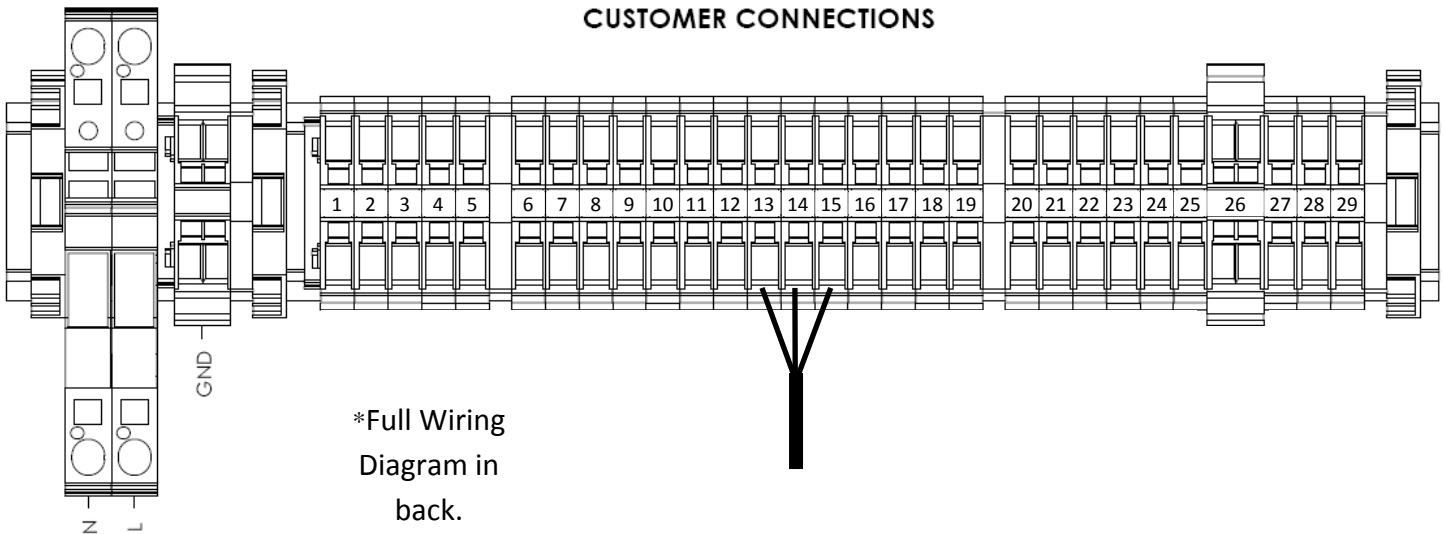 CUSTOMER CONNECTIONS
1 2 3 4 5 6 7 8 9 10 11 12 13 14 15 16 17 18 19 20 21 22 23 24 25 26 27 28 29
GND
*Full Wiring
Diagram in
back.
N
L